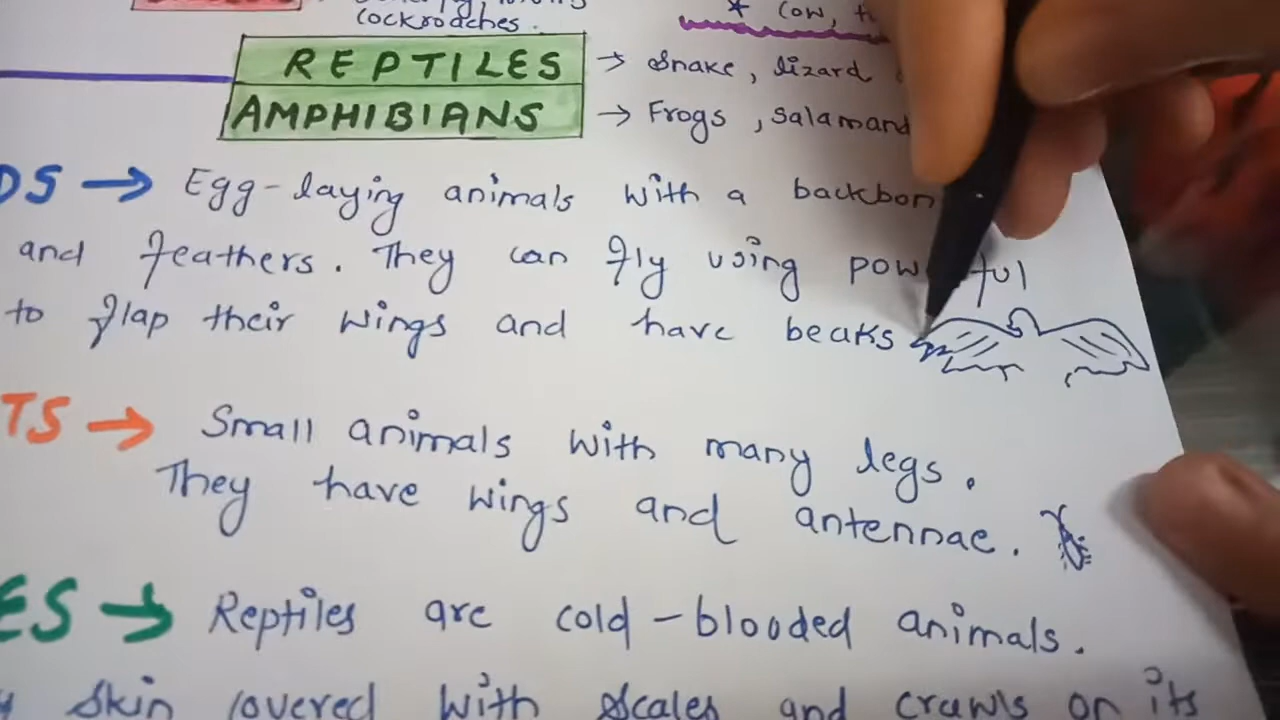 cockroaches.
* Cow,
REPTILES → Snake, lizard
AMPHIBIANS → Frogs, Salamand
DS → Egg-laying animals with a backbon
and feathers. They can fly using pow ful
to flap their wings and have beaks
TS → Small animals with many legs.
They have wings and antennae.
ES → Reptiles are cold-blooded animals.
skin covered with scales and crawls on its